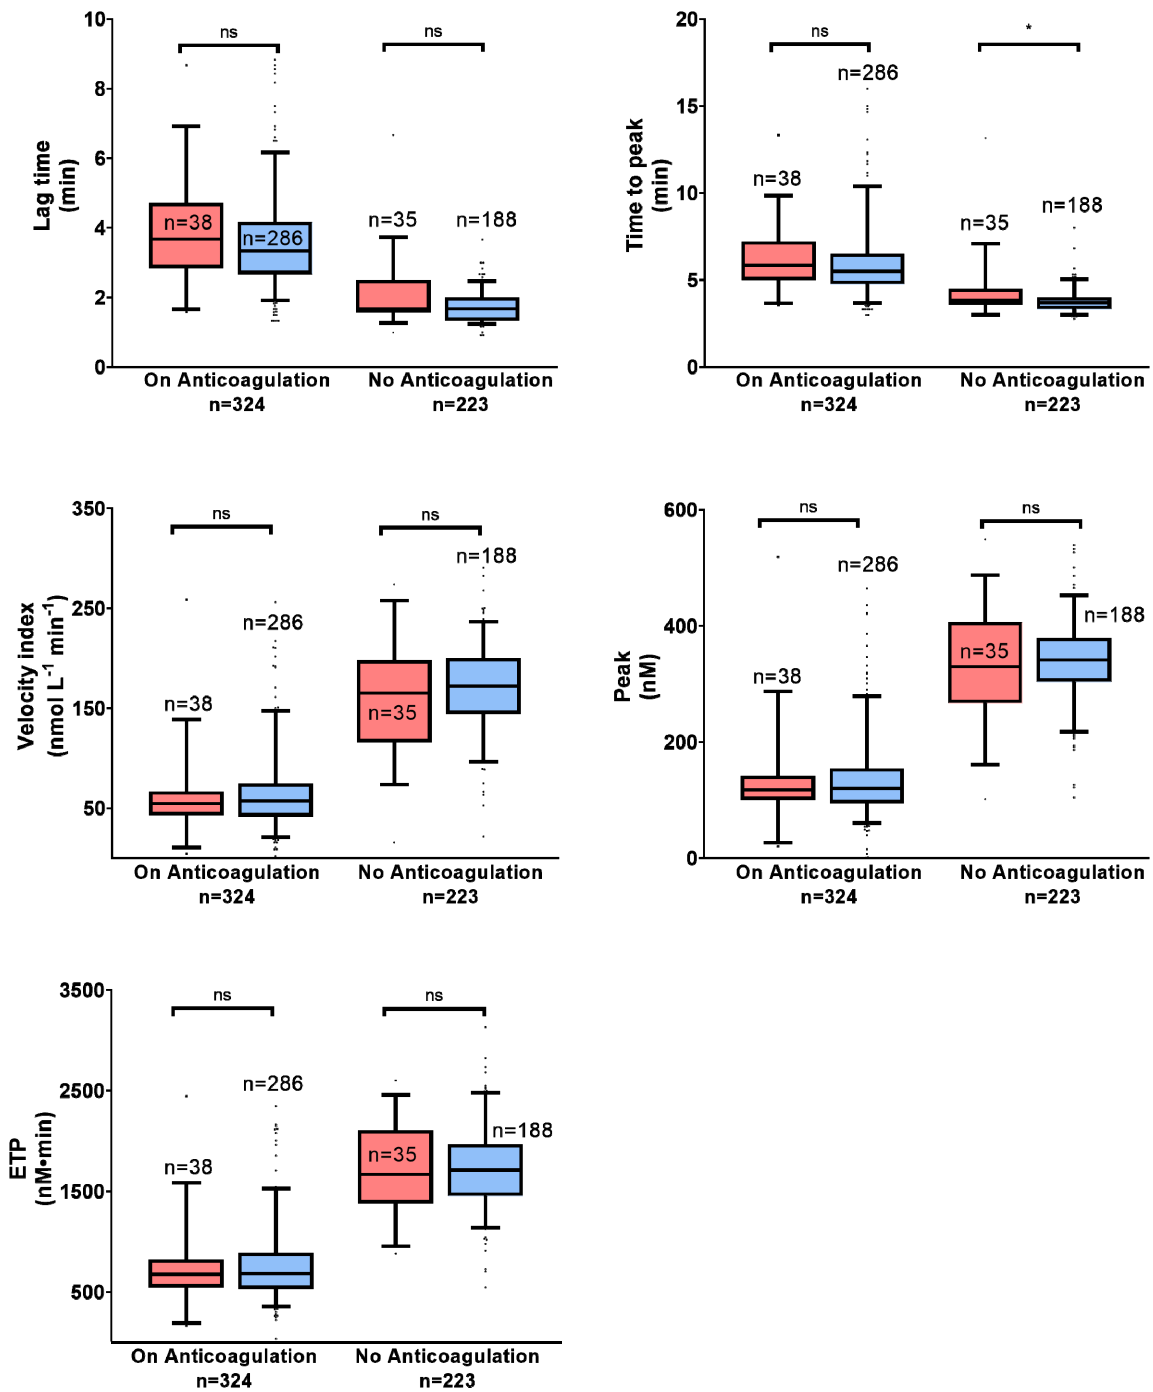 10
8
6
4
2
0
Lag time
(min)
ns
ns
n=38
n=286
n=35
n=188
On Anticoagulation
n=324
No Anticoagulation
n=223
20
15
10
5
0
Time to peak
(min)
ns
*
n=38
n=286
n=35
n=188
On Anticoagulation
n=324
No Anticoagulation
n=223
350
250
150
50
Velocity index
(nmol L⁻¹ min⁻¹)
ns
ns
n=38
n=286
n=35
n=188
On Anticoagulation
n=324
No Anticoagulation
n=223
600
400
200
0
Peak
(nM)
ns
ns
n=38
n=286
n=35
n=188
On Anticoagulation
n=324
No Anticoagulation
n=223
3500
2500
1500
500
ETP
(nM•min)
ns
ns
n=38
n=286
n=35
n=188
On Anticoagulation
n=324
No Anticoagulation
n=223